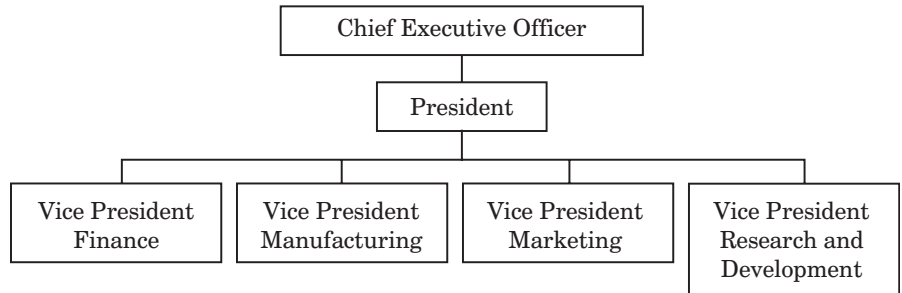 Chief Executive Officer
President
Vice President
Finance
Vice President
Manufacturing
Vice President
Marketing
Vice President
Research and
Development